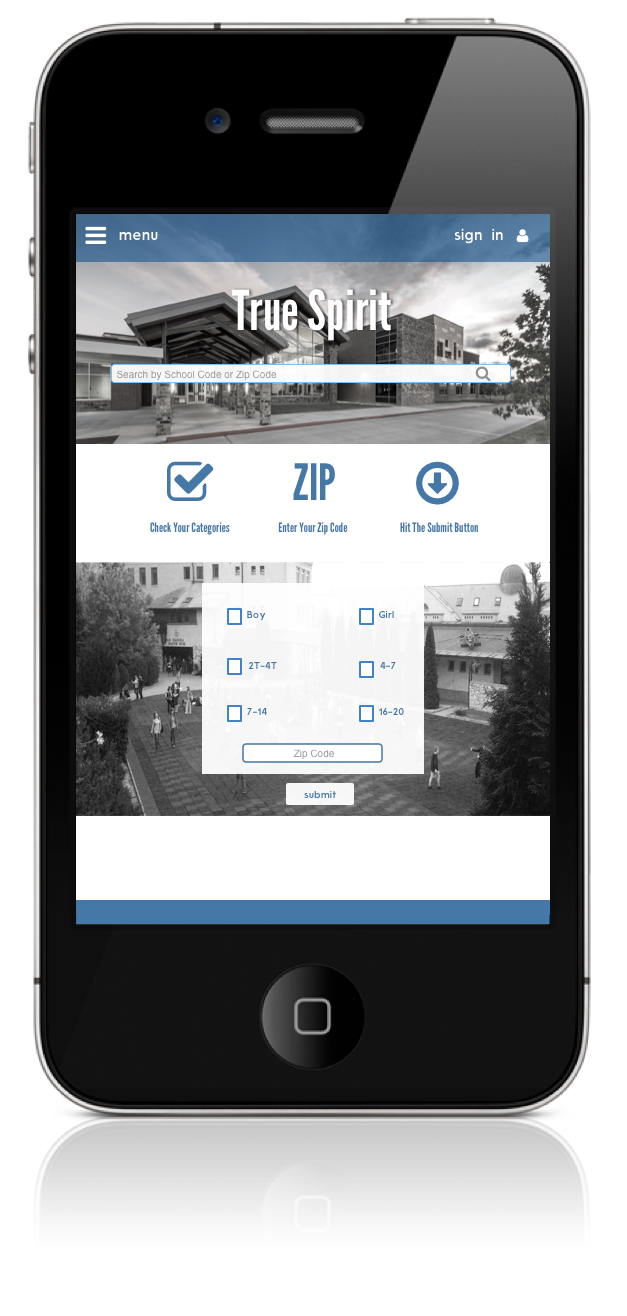 menu
sign in
True Spirit
Search by School Code or Zip Code
ZIP
Check Your Categories
Enter Your Zip Code
Hit The Submit Button
Boy
Girl
2T-4T
4-7
7-14
16-20
Zip Code
submit